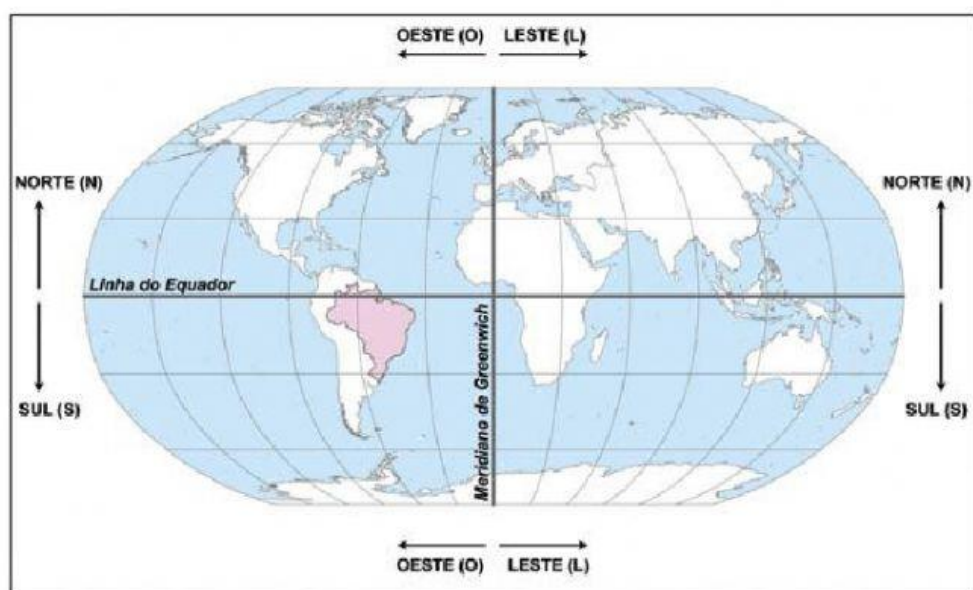 OESTE (O) LESTE (L)
NORTE (N) NORTE (N)
Linha do Equador
Meridiano de Greenwich
SUL (S) SUL (S)
OESTE (O) LESTE (L)